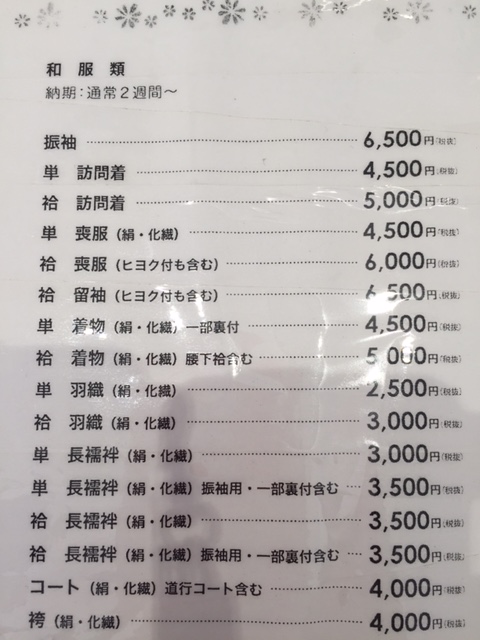 和服類
納期：通常２週間～
振袖 6,500円(税抜)
単 訪問着 4,500円(税抜)
袷 訪問着 5,000円(税抜)
単 喪服(絹・化繊) 4,500円(税抜)
袷 喪服(ヒヨク付も含む) 6,000円(税抜)
袷 留袖(ヒヨク付も含む) 6,500円(税抜)
単 着物(絹・化繊)一部裏付 4,500円(税抜)
袷 着物(絹・化繊)腰下袷含む 5,000円(税抜)
単 羽織(絹・化繊) 2,500円(税抜)
袷 羽織(絹・化繊) 3,000円(税抜)
単 長襦袢(絹・化繊) 3,000円(税抜)
単 長襦袢(絹・化繊)振袖用・一部裏付含む 3,500円(税抜)
袷 長襦袢(絹・化繊) 3,500円(税抜)
袷 長襦袢(絹・化繊)振袖用・一部裏付含む 3,500円(税抜)
コート(絹・化繊)道行コート含む 4,000円(税抜)
袴(絹・化繊) 4,000円(税抜)